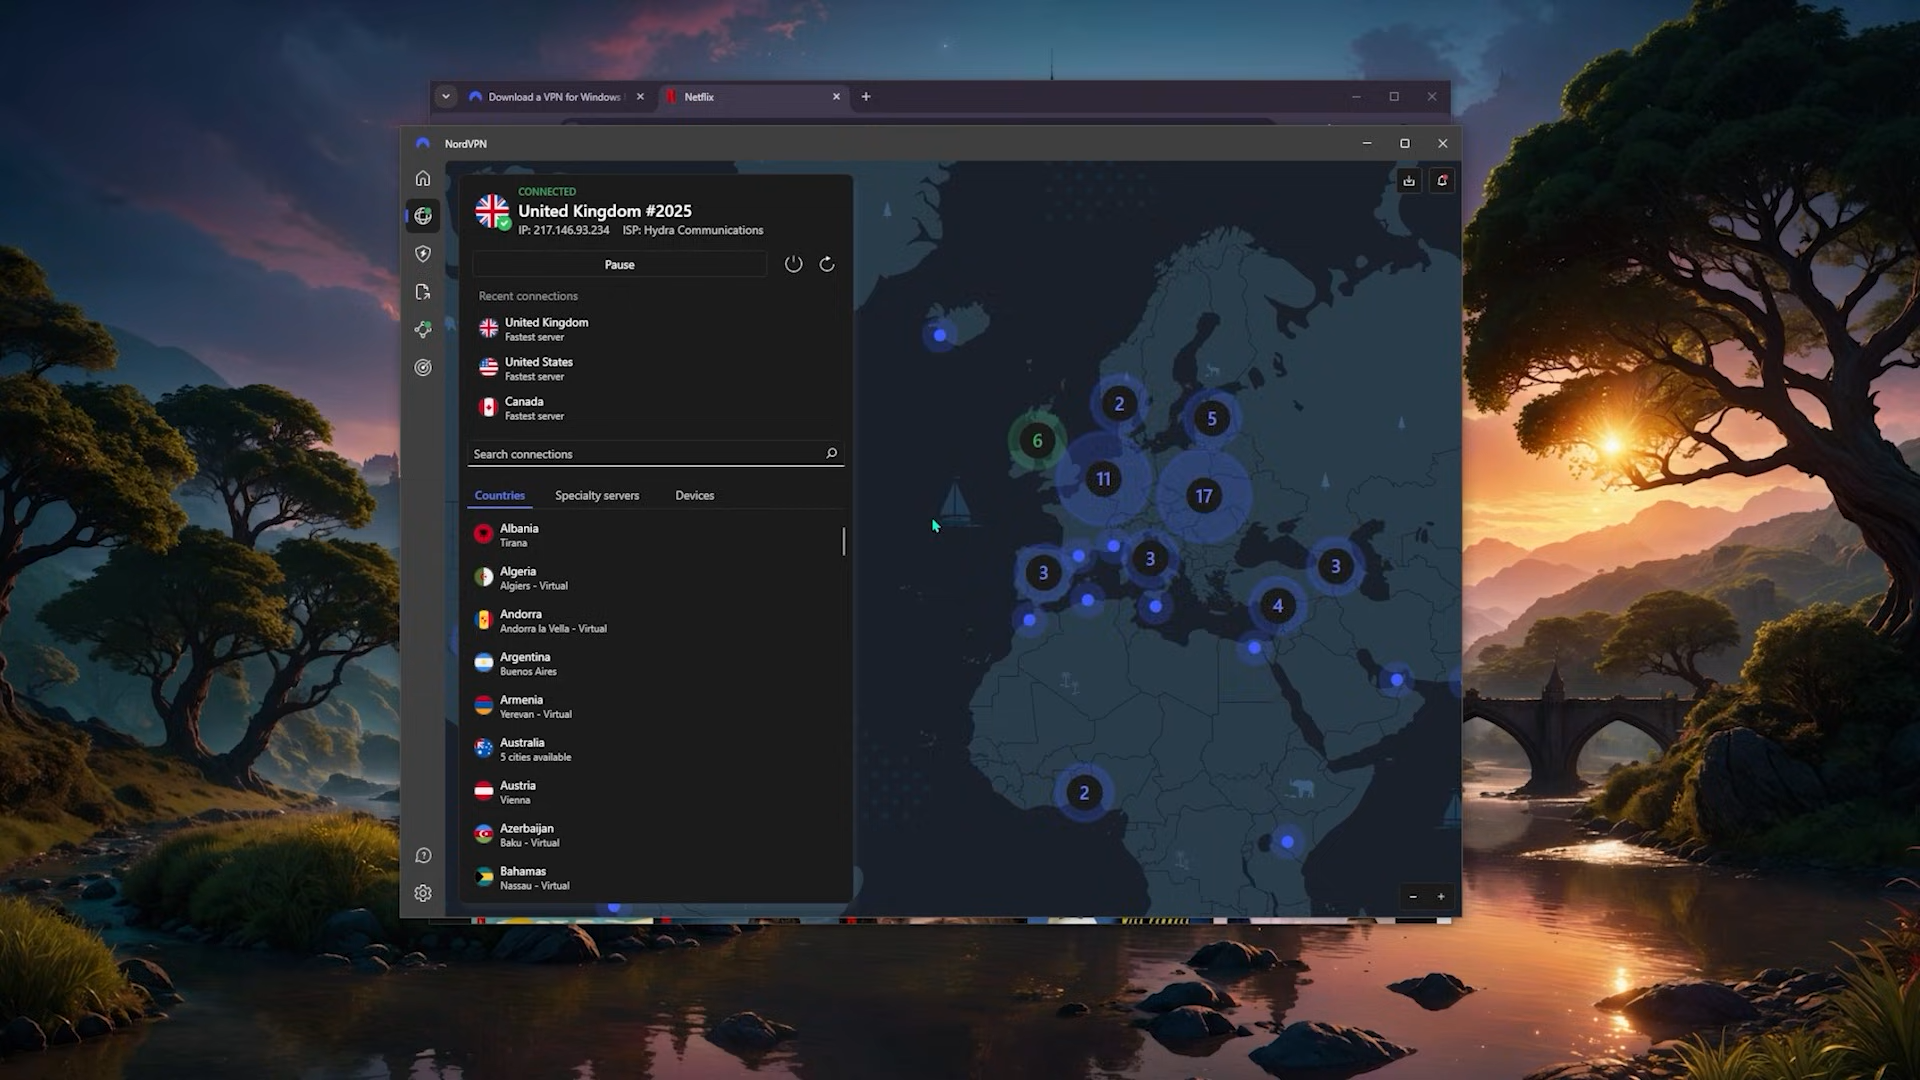 Download a VPN for Windows
Netflix
NordVPN
CONNECTED
United Kingdom #2025
IP: 217.146.93.234 ISP: Hydra Communications
Pause
Recent connections
United Kingdom
Fastest server
United States
Fastest server
Canada
Fastest server
Search connections
Countries Specialty servers Devices
Albania
Tirana
Algeria
Algiers - Virtual
Andorra
Andorra la Vella - Virtual
Argentina
Buenos Aires
Armenia
Yerevan - Virtual
Australia
5 cities available
Austria
Vienna
Azerbaijan
Baku - Virtual
Bahamas
Nassau - Virtual
2
5
6
11
17
3
3
3
4
2